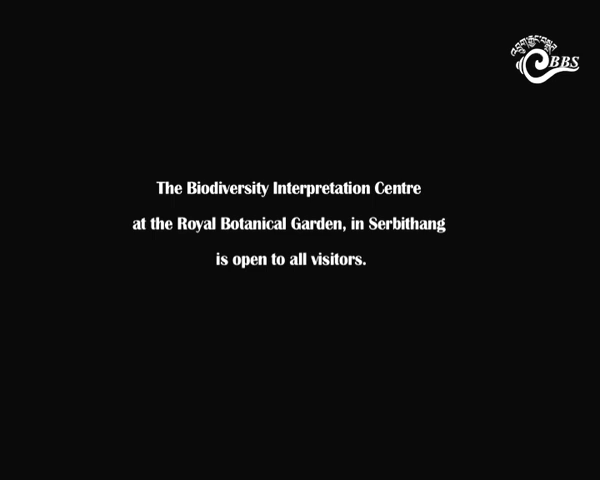 BBS
The Biodiversity Interpretation Centre
at the Royal Botanical Garden, in Serbithang
is open to all visitors.